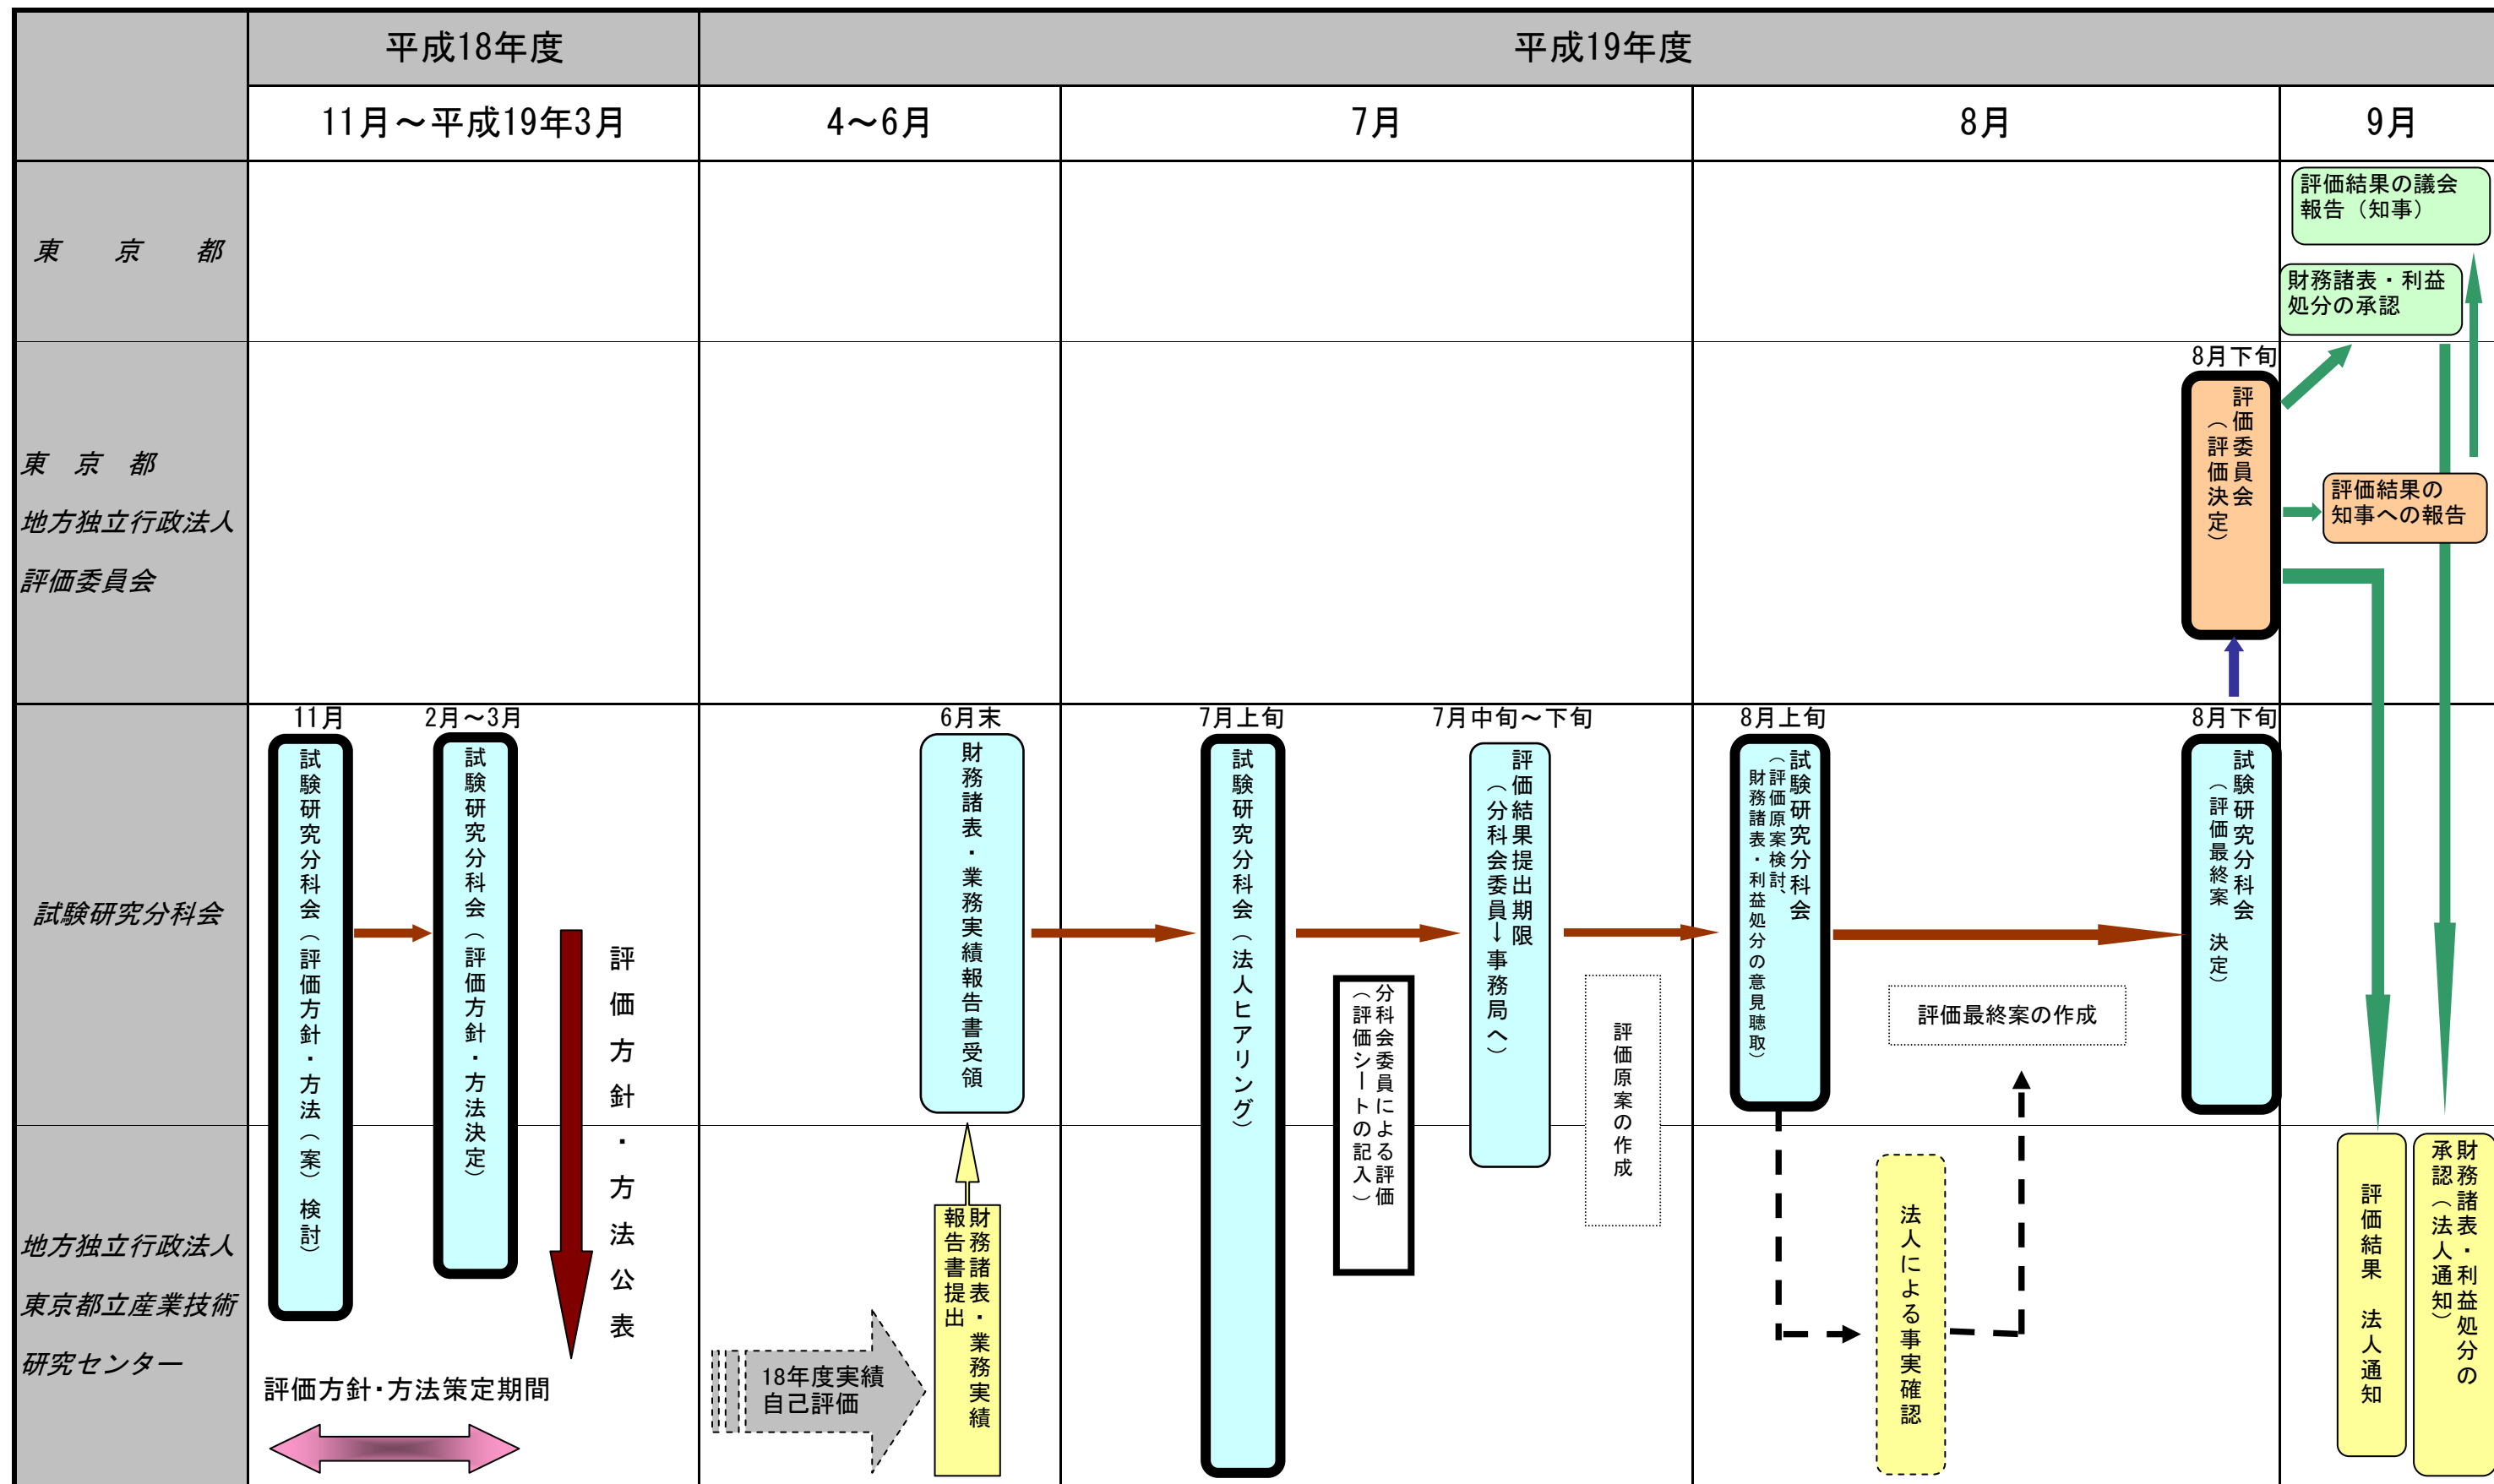 平成18年度
平成19年度
11月～平成19年3月
4～6月
7月
8月
9月
東　京　都
評価結果の議会
報告（知事）
財務諸表・利益
処分の承認
東　京　都
地方独立行政法人
評価委員会
8月下旬
評価委員会
（評価決定）
評価結果の
知事への報告
試験研究分科会
11月
試験研究分科会（評価方針・方法（案）検討）
2月～3月
試験研究分科会（評価方針・方法決定）
評価方針・方法公表
6月末
財務諸表・業務実績報告書受領
7月上旬
試験研究分科会（法人ヒアリング）
分科会委員による評価
（評価シートの記入）
7月中旬～下旬
評価結果提出期限
（分科会委員→事務局へ）
評価原案の作成
8月上旬
試験研究分科会
（評価原案検討、
財務諸表・利益処分の意見聴取）
評価最終案の作成
8月下旬
試験研究分科会
（評価最終案　決定）
地方独立行政法人
東京都立産業技術
研究センター
評価方針・方法策定期間
18年度実績
自己評価
財務諸表・業務実績
報告書提出
法人による事実確認
評価結果　法人通知
財務諸表・利益処分の
承認（法人通知）